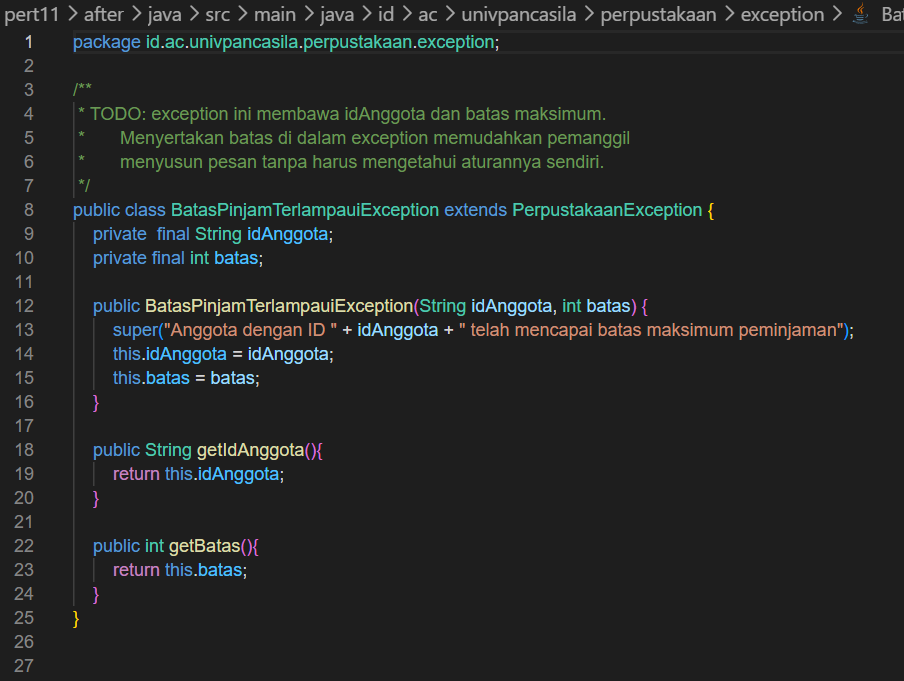 pert11 > after > java > src > main > java > id > ac > univpancasila > perpustakaan > exception > Bat
1 package id.ac.univpancasila.perpustakaan.exception;
2
3 /**
4  * TODO: exception ini membawa idAnggota dan batas maksimum.
5  *       Menyertakan batas di dalam exception memudahkan pemanggil
6  *       menyusun pesan tanpa harus mengetahui aturannya sendiri.
7  */
8 public class BatasPinjamTerlampauiException extends PerpustakaanException {
9     private  final String idAnggota;
10     private final int batas;
11
12     public BatasPinjamTerlampauiException(String idAnggota, int batas) {
13         super("Anggota dengan ID " + idAnggota + " telah mencapai batas maksimum peminjaman");
14         this.idAnggota = idAnggota;
15         this.batas = batas;
16     }
17
18     public String getIdAnggota(){
19         return this.idAnggota;
20     }
21
22     public int getBatas(){
23         return this.batas;
24     }
25 }
26
27